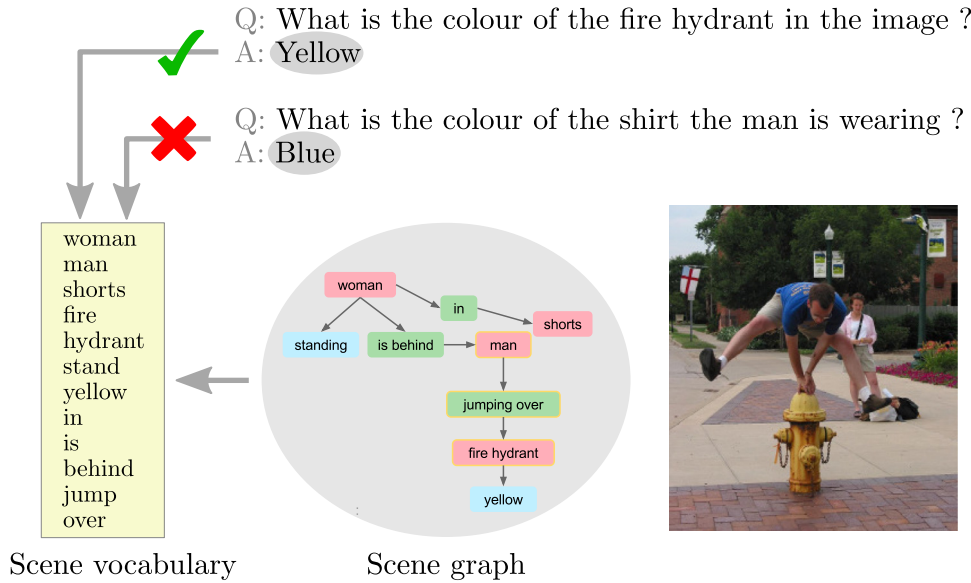 Q: What is the colour of the fire hydrant in the image ?
A: Yellow
Q: What is the colour of the shirt the man is wearing ?
A: Blue
woman
man
shorts
fire
hydrant
stand
yellow
in
is
behind
jump
over
Scene vocabulary
woman
in
shorts
standing
is behind
man
jumping over
fire hydrant
yellow
:
Scene graph